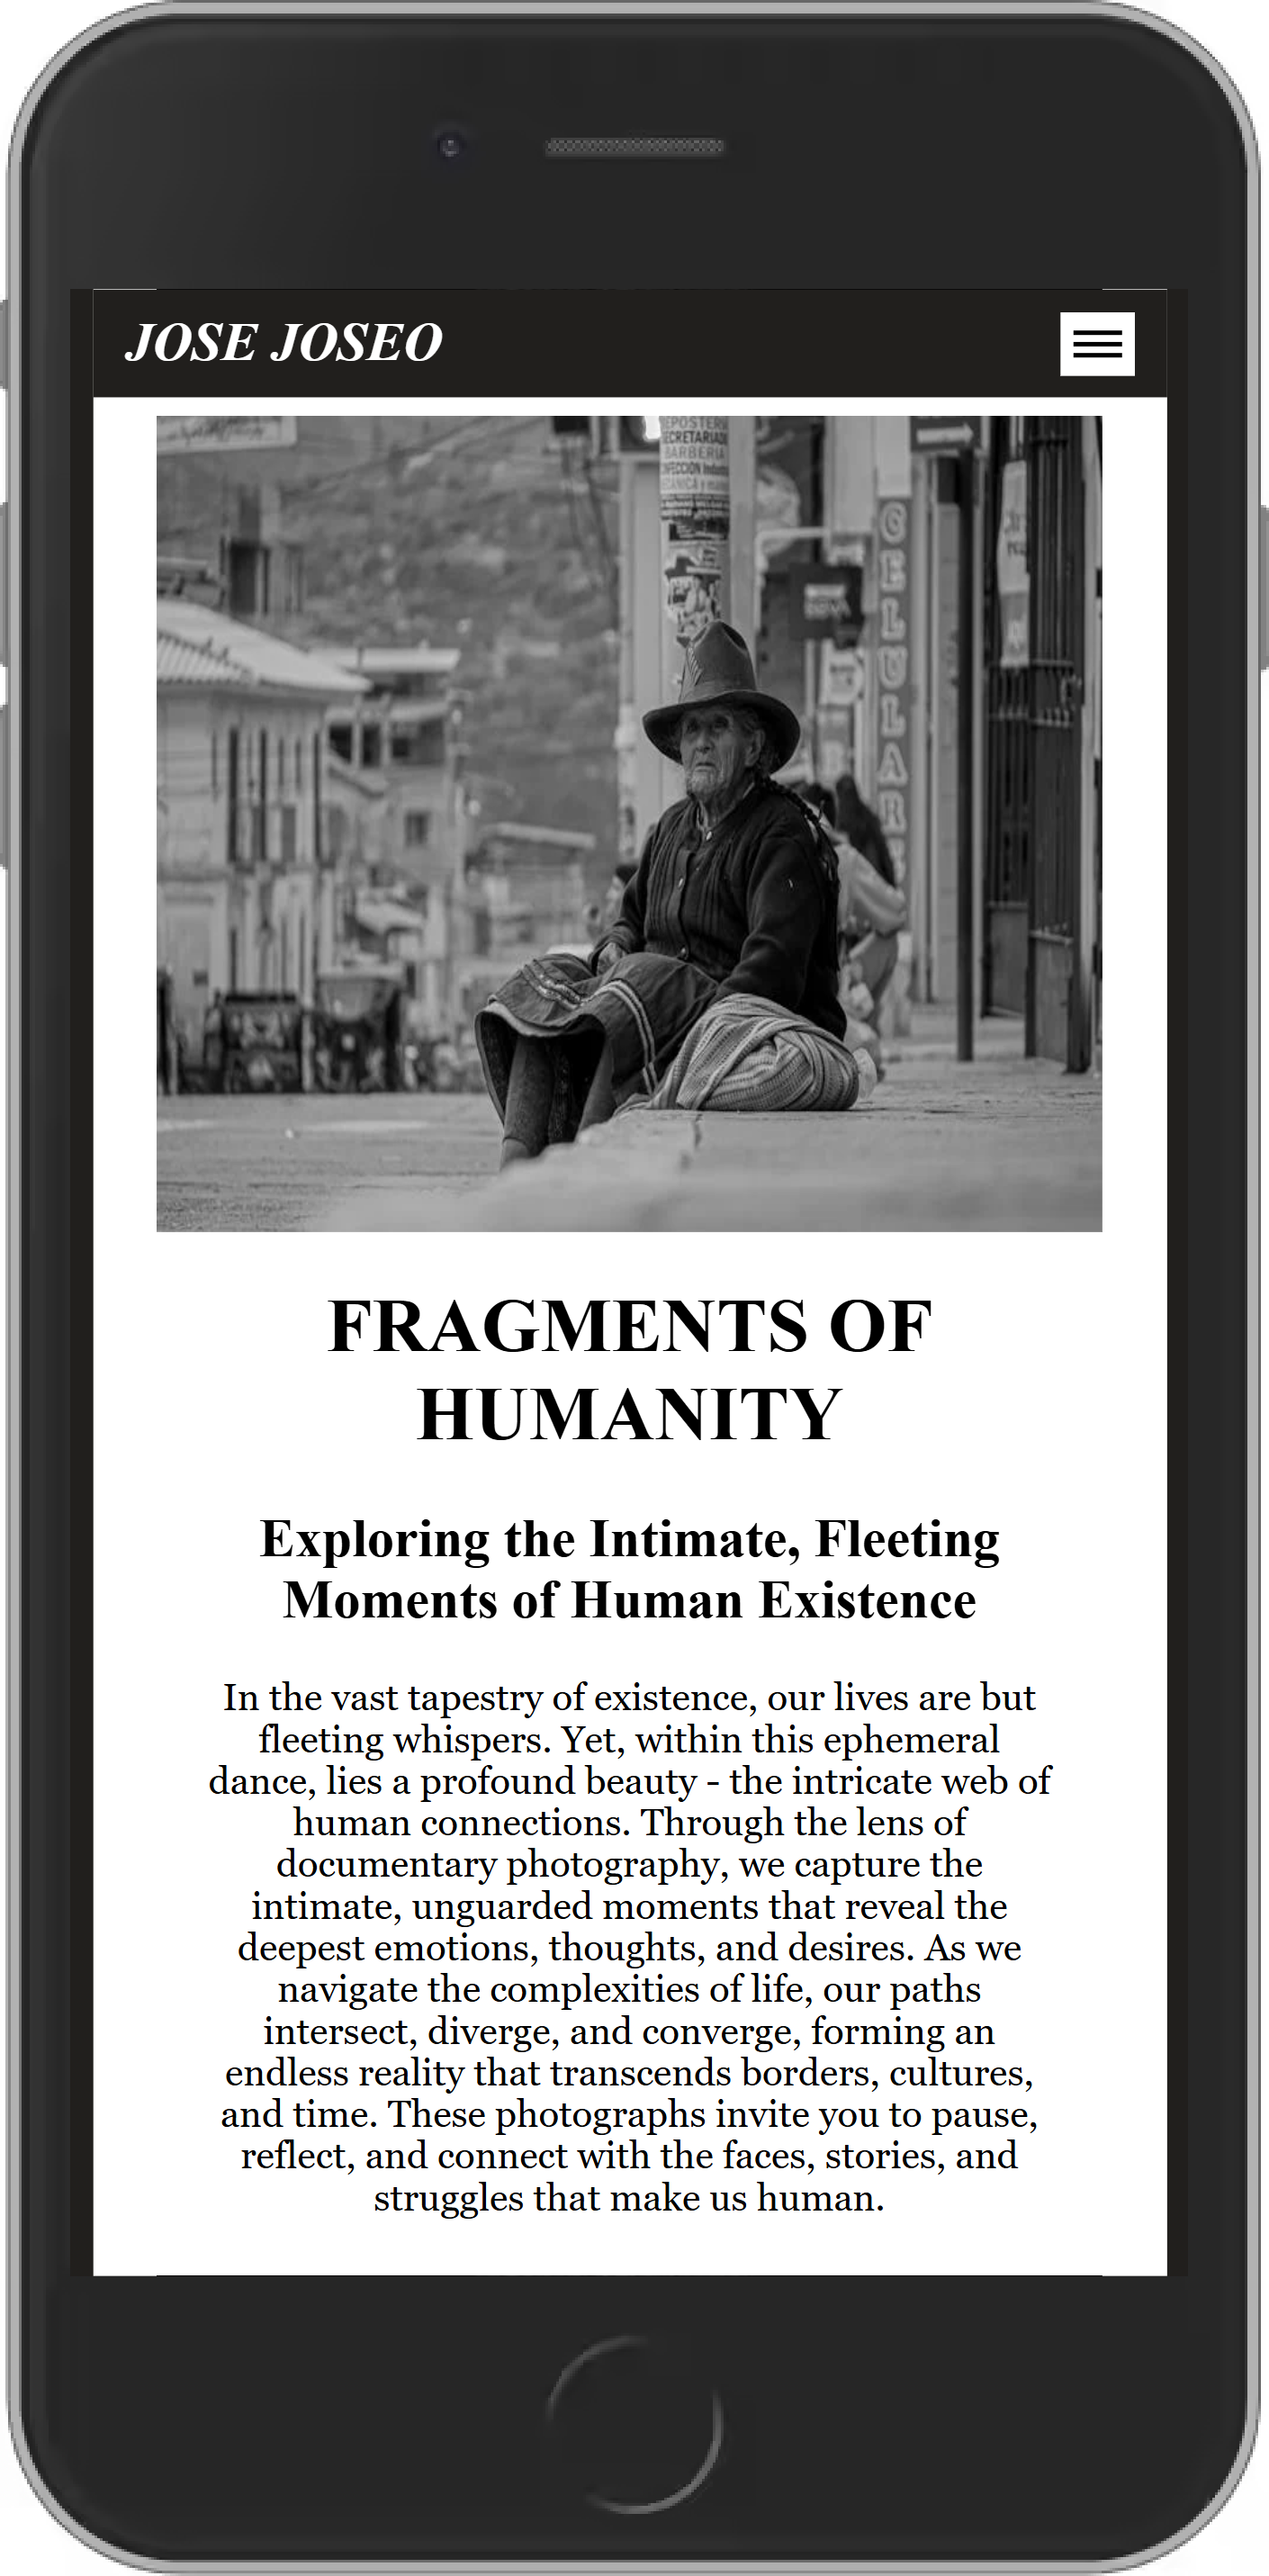 JOSE JOSEO
SECRETARIADO
BARBERIA
CELULAR
FRAGMENTS OF
HUMANITY
Exploring the Intimate, Fleeting
Moments of Human Existence
In the vast tapestry of existence, our lives are but
fleeting whispers. Yet, within this ephemeral
dance, lies a profound beauty - the intricate web of
human connections. Through the lens of
documentary photography, we capture the
intimate, unguarded moments that reveal the
deepest emotions, thoughts, and desires. As we
navigate the complexities of life, our paths
intersect, diverge, and converge, forming an
endless reality that transcends borders, cultures,
and time. These photographs invite you to pause,
reflect, and connect with the faces, stories, and
struggles that make us human.